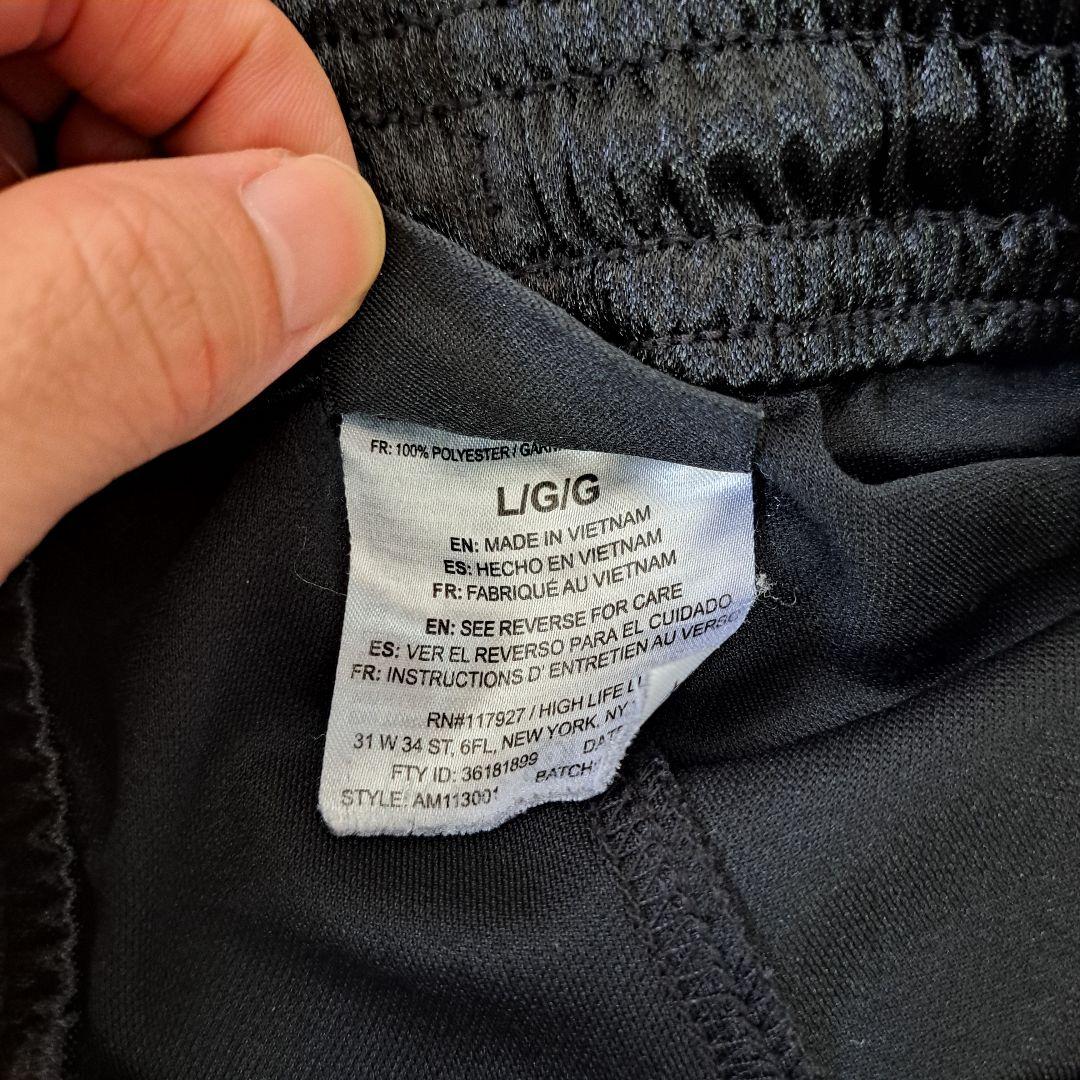 FR: 100% POLYESTER /
L/G/G
EN: MADE IN VIETNAM
ES: HECHO EN VIETNAM
FR: FABRIQUÉ AU VIETNAM
EN: SEE REVERSE FOR CARE
ES: VER EL REVERSO PARA EL CUIDADO
FR: INSTRUCTIONS D' ENTRETIEN AU VERSO
RN#117927 / HIGH LIFE
31 W 34 ST, 6FL, NEW YORK, NY
FTY ID: 36181899
STYLE: AM113001 BATCH: